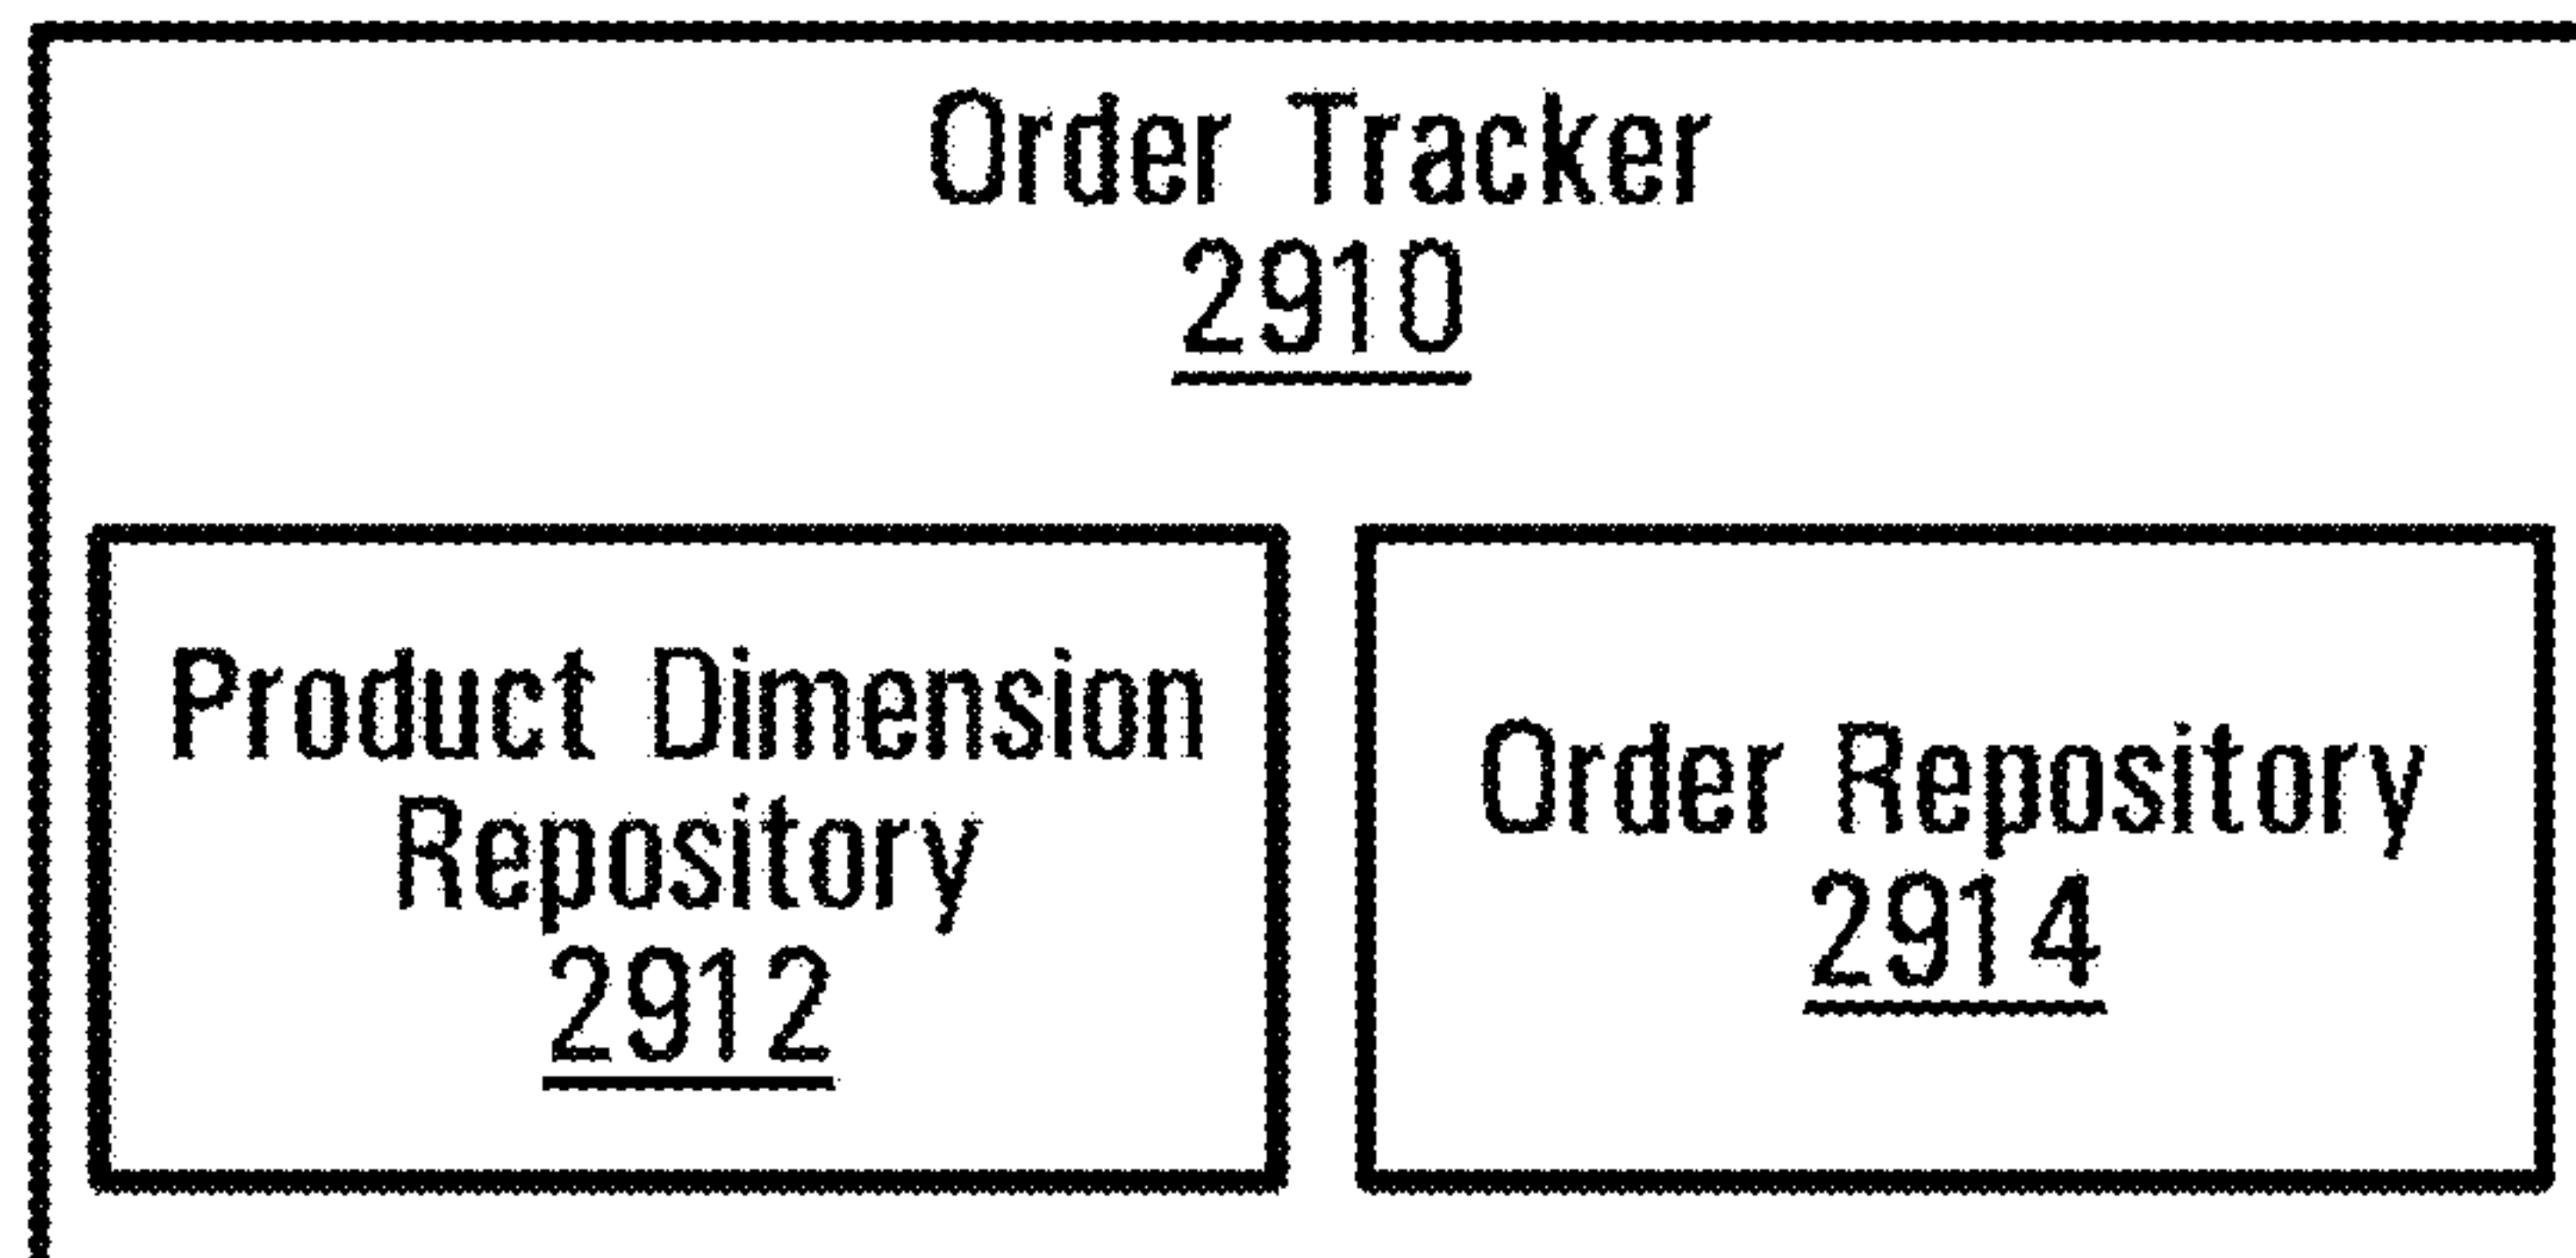 Order Tracker
2910
Product Dimension
Repository
2912
Order Repository
2914